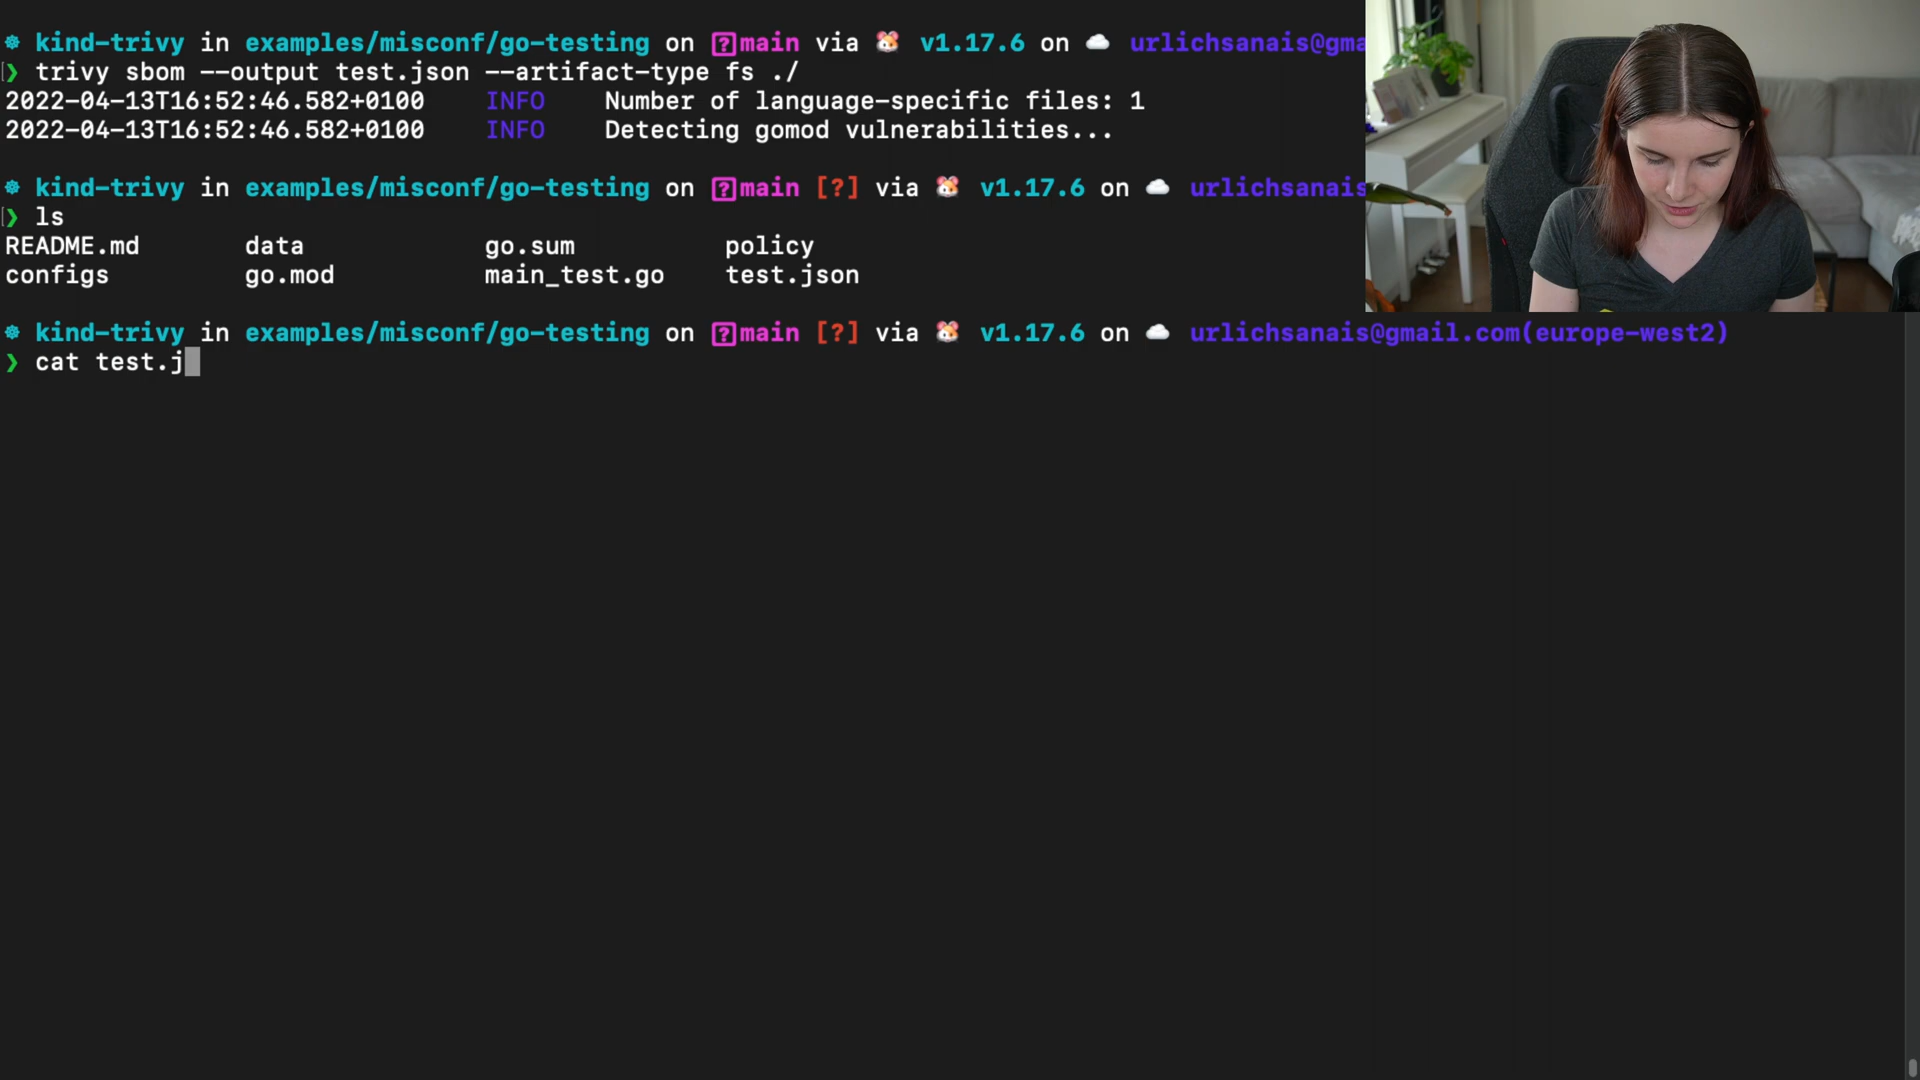 kind-trivy in examples/misconf/go-testing on [?]main via v1.17.6 on urlichsanais@gma
❯ trivy sbom --output test.json --artifact-type fs ./
2022-04-13T16:52:46.582+0100 INFO Number of language-specific files: 1
2022-04-13T16:52:46.582+0100 INFO Detecting gomod vulnerabilities...
kind-trivy in examples/misconf/go-testing on [?]main [?] via v1.17.6 on urlichsanais
❯ ls
README.md data go.sum policy
configs go.mod main_test.go test.json
kind-trivy in examples/misconf/go-testing on [?]main [?] via v1.17.6 on urlichsanais@gmail.com(europe-west2)
❯ cat test.j